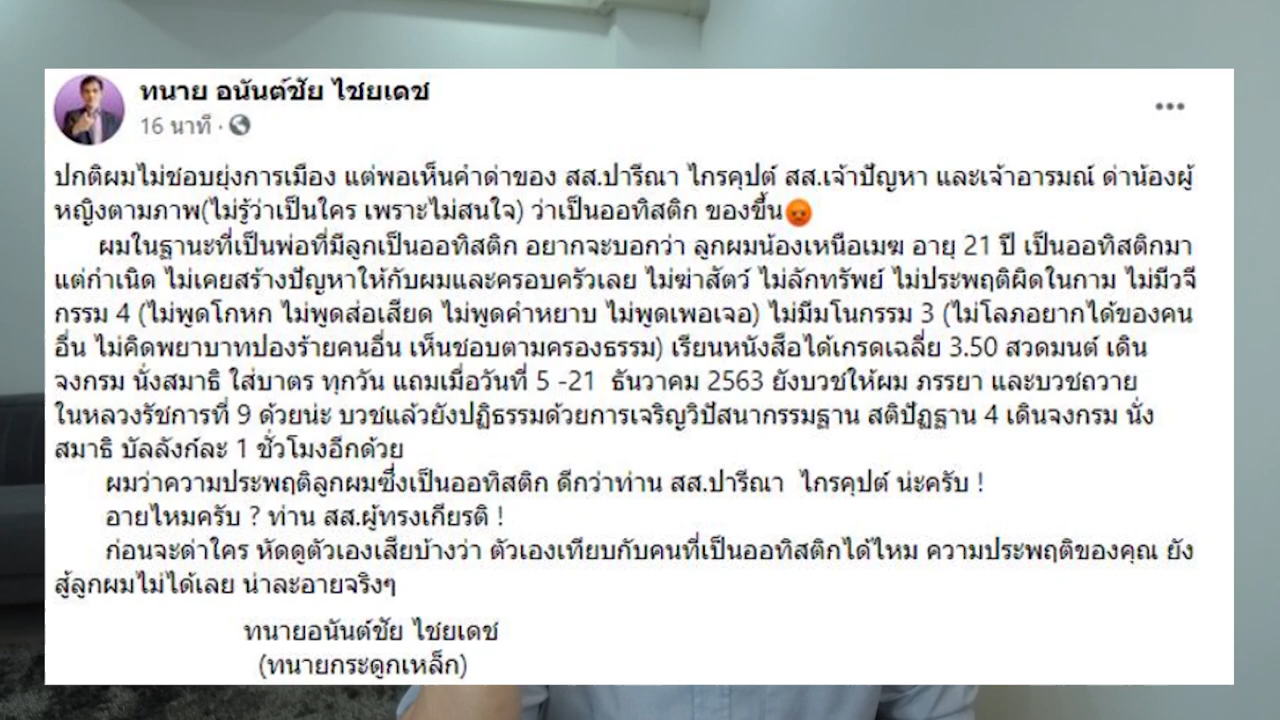 ทนาย อนันต์ชัย ไชยเดช
16 นาที ·
ปกติผมไม่ชอบยุ่งการเมือง แต่พอเห็นคำด่าของ สส.ปารีณา ไกรคุปต์ สส.เจ้าปัญหา และเจ้าอารมณ์ ด่าน้องผู้
หญิงตามภาพ(ไม่รู้ว่าเป็นใคร เพราะไม่สนใจ) ว่าเป็นออทิสติก ของขึ้น😡
ผมในฐานะที่เป็นพ่อที่มีลูกเป็นออทิสติก อยากจะบอกว่า ลูกผมน้องเหนือเมฆ อายุ 21 ปี เป็นออทิสติกมา
แต่กำเนิด ไม่เคยสร้างปัญหาให้กับผมและครอบครัวเลย ไม่ฆ่าสัตว์ ไม่ลักทรัพย์ ไม่ประพฤติผิดในกาม ไม่มีวจี
กรรม 4 (ไม่พูดโกหก ไม่พูดส่อเสียด ไม่พูดคำหยาบ ไม่พูดเพอเจอ) ไม่มีมโนกรรม 3 (ไม่โลภอยากได้ของคน
อื่น ไม่คิดพยาบาทปองร้ายคนอื่น เห็นชอบตามครองธรรม) เรียนหนังสือได้เกรดเฉลี่ย 3.50 สวดมนต์ เดิน
จงกรม นั่งสมาธิ ใส่บาตร ทุกวัน แถมเมื่อวันที่ 5 -21 ธันวาคม 2563 ยังบวชให้ผม ภรรยา และบวชถวาย
ในหลวงรัชการที่ 9 ด้วยน่ะ บวชแล้วยังปฏิธรรมด้วยการเจริญวิปัสนากรรมฐาน สติปัฏฐาน 4 เดินจงกรม นั่ง
สมาธิ บัลลังก์ละ 1 ชั่วโมงอีกด้วย
ผมว่าความประพฤติลูกผมซึ่งเป็นออทิสติก ดีกว่าท่าน สส.ปารีณา ไกรคุปต์ น่ะครับ !
อายไหมครับ ? ท่าน สส.ผู้ทรงเกียรติ !
ก่อนจะด่าใคร หัดดูตัวเองเสียบ้างว่า ตัวเองเทียบกับคนที่เป็นออทิสติกได้ไหม ความประพฤติของคุณ ยัง
สู้ลูกผมไม่ได้เลย น่าละอายจริงๆ
ทนายอนันต์ชัย ไชยเดช
(ทนายกระดูกเหล็ก)